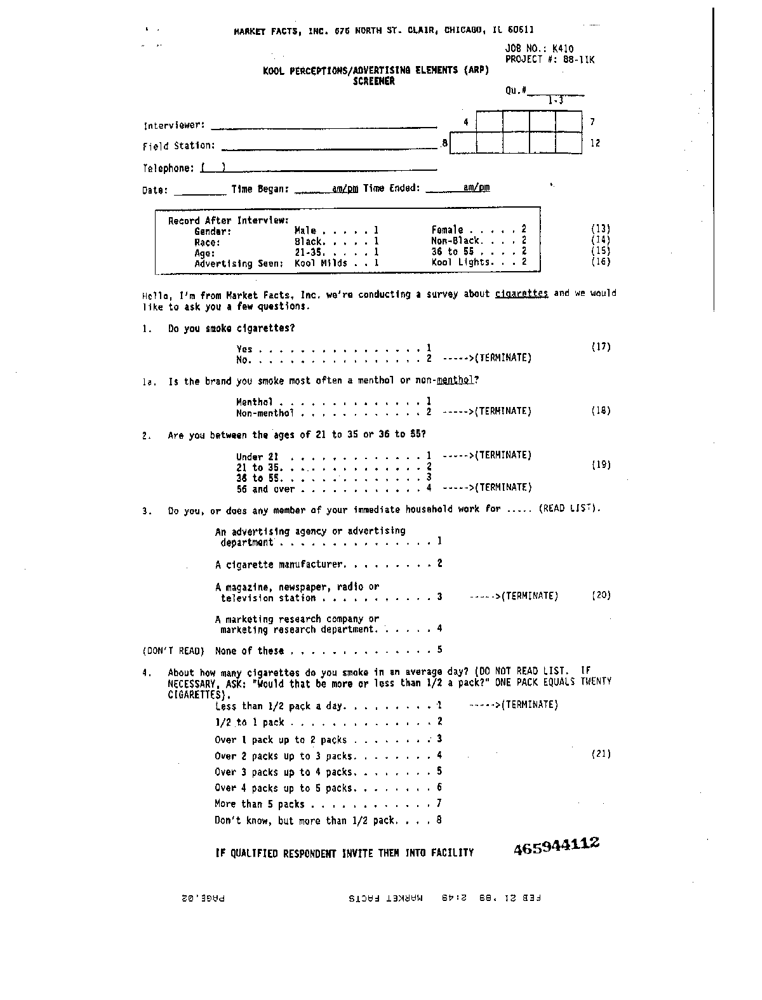 MARKET FACTS, INC. 676 NORTH ST. CLAIR, CHICAGO, IL 60611
JOB NO.: K410
PROJECT #: 88-11K
KOOL PERCEPTIONS/ADVERTISING ELEMENTS (ARP)
SCREENER
Qu.#________
1-3
Interviewer: ________ 4 7
Field Station: ________ 8 12
Telephone: ( ) ________
Date: ________ Time Began: ______am/pm Time Ended: ______am/pm
Record After Interview:
Gender: Male . . . . . 1 Female . . . . . 2 (13)
Race: Black. . . . . 1 Non-Black. . . . 2 (14)
Age: 21-35. . . . . 1 36 to 55 . . . . 2 (15)
Advertising Seen: Kool Milds . . 1 Kool Lights. . . 2 (16)
Hello, I'm from Market Facts, Inc. we're conducting a survey about cigarettes and we would
like to ask you a few questions.
1. Do you smoke cigarettes?
Yes . . . . . . . . . . . . . . . . 1 (17)
No. . . . . . . . . . . . . . . . . 2 ----->(TERMINATE)
1a. Is the brand you smoke most often a menthol or non-menthol?
Menthol . . . . . . . . . . . . . . 1
Non-menthol . . . . . . . . . . . . 2 ----->(TERMINATE) (18)
2. Are you between the ages of 21 to 35 or 36 to 55?
Under 21 . . . . . . . . . . . . . 1 ----->(TERMINATE)
21 to 35. . . . . . . . . . . . . . 2 (19)
36 to 55. . . . . . . . . . . . . . 3
56 and over . . . . . . . . . . . . 4 ----->(TERMINATE)
3. Do you, or does any member of your immediate household work for ..... (READ LIST).
An advertising agency or advertising
department . . . . . . . . . . . . . . . 1
A cigarette manufacturer. . . . . . . . . 2
A magazine, newspaper, radio or
television station . . . . . . . . . . . 3 ----->(TERMINATE) (20)
A marketing research company or
marketing research department. . . . . . 4
(DON'T READ) None of these . . . . . . . . . . . . . . 5
4. About how many cigarettes do you smoke in an average day? (DO NOT READ LIST. IF
NECESSARY, ASK: "Would that be more or less than 1/2 a pack?" ONE PACK EQUALS TWENTY
CIGARETTES).
Less than 1/2 pack a day. . . . . . . . . 1 ----->(TERMINATE)
1/2 to 1 pack . . . . . . . . . . . . . . 2
Over 1 pack up to 2 packs . . . . . . . . 3
Over 2 packs up to 3 packs. . . . . . . . 4 (21)
Over 3 packs up to 4 packs. . . . . . . . 5
Over 4 packs up to 5 packs. . . . . . . . 6
More than 5 packs . . . . . . . . . . . . 7
Don't know, but more than 1/2 pack. . . . 8
IF QUALIFIED RESPONDENT INVITE THEM INTO FACILITY
465944112
FEB 21 '89 2:49 MARKET FACTS PAGE.02